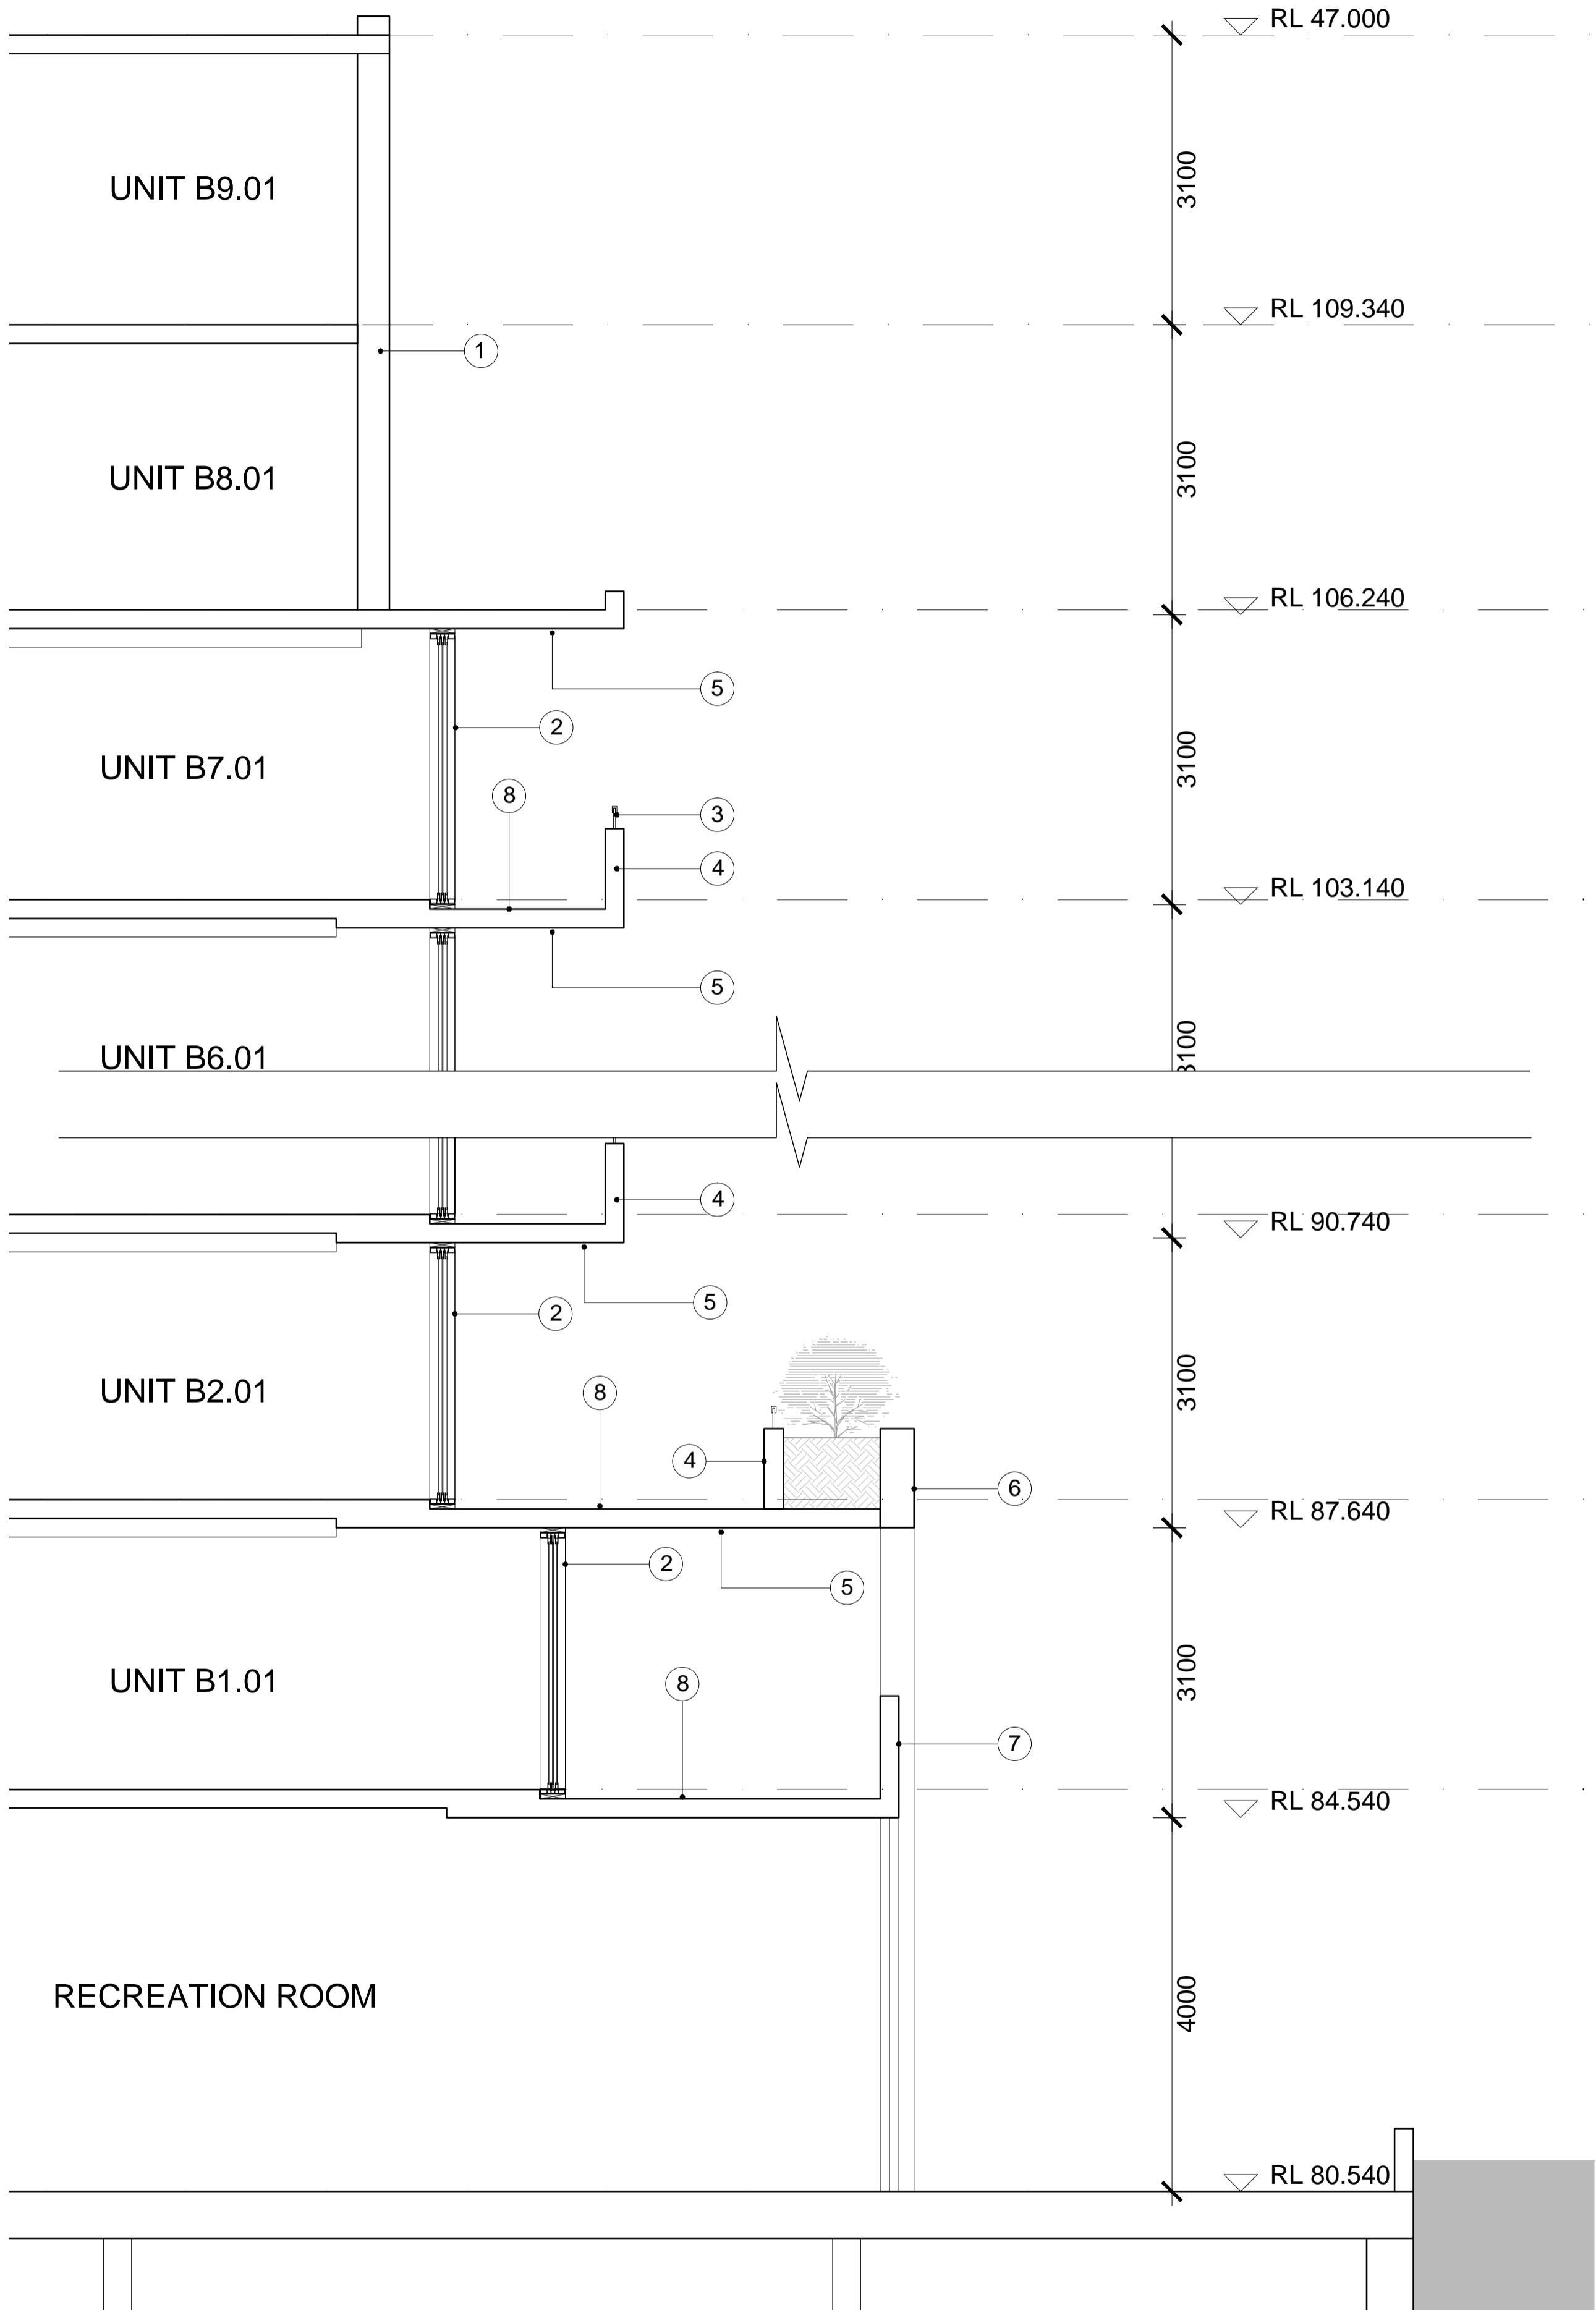 RL 47.000
3100
UNIT B9.01
RL 109.340
1
3100
UNIT B8.01
RL 106.240
5
2
3100
UNIT B7.01
8
3
4
RL 103.140
5
3100
UNIT B6.01
4
RL 90.740
5
2
3100
UNIT B2.01
8
4
6
RL 87.640
2
5
3100
UNIT B1.01
8
7
RL 84.540
4000
RECREATION ROOM
RL 80.540